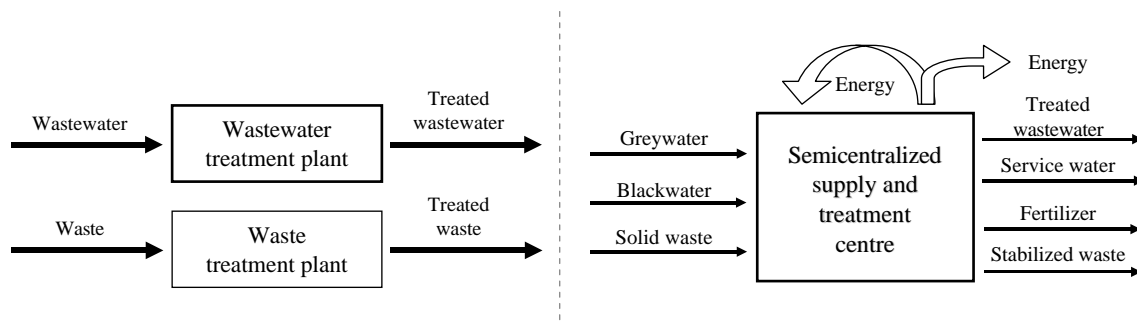 Wastewater
Wastewater
treatment plant
Treated
wastewater
Waste
Waste
treatment plant
Treated
waste
Energy
Energy
Greywater
Blackwater
Solid waste
Semicentralized
supply and
treatment
centre
Treated
wastewater
Service water
Fertilizer
Stabilized waste